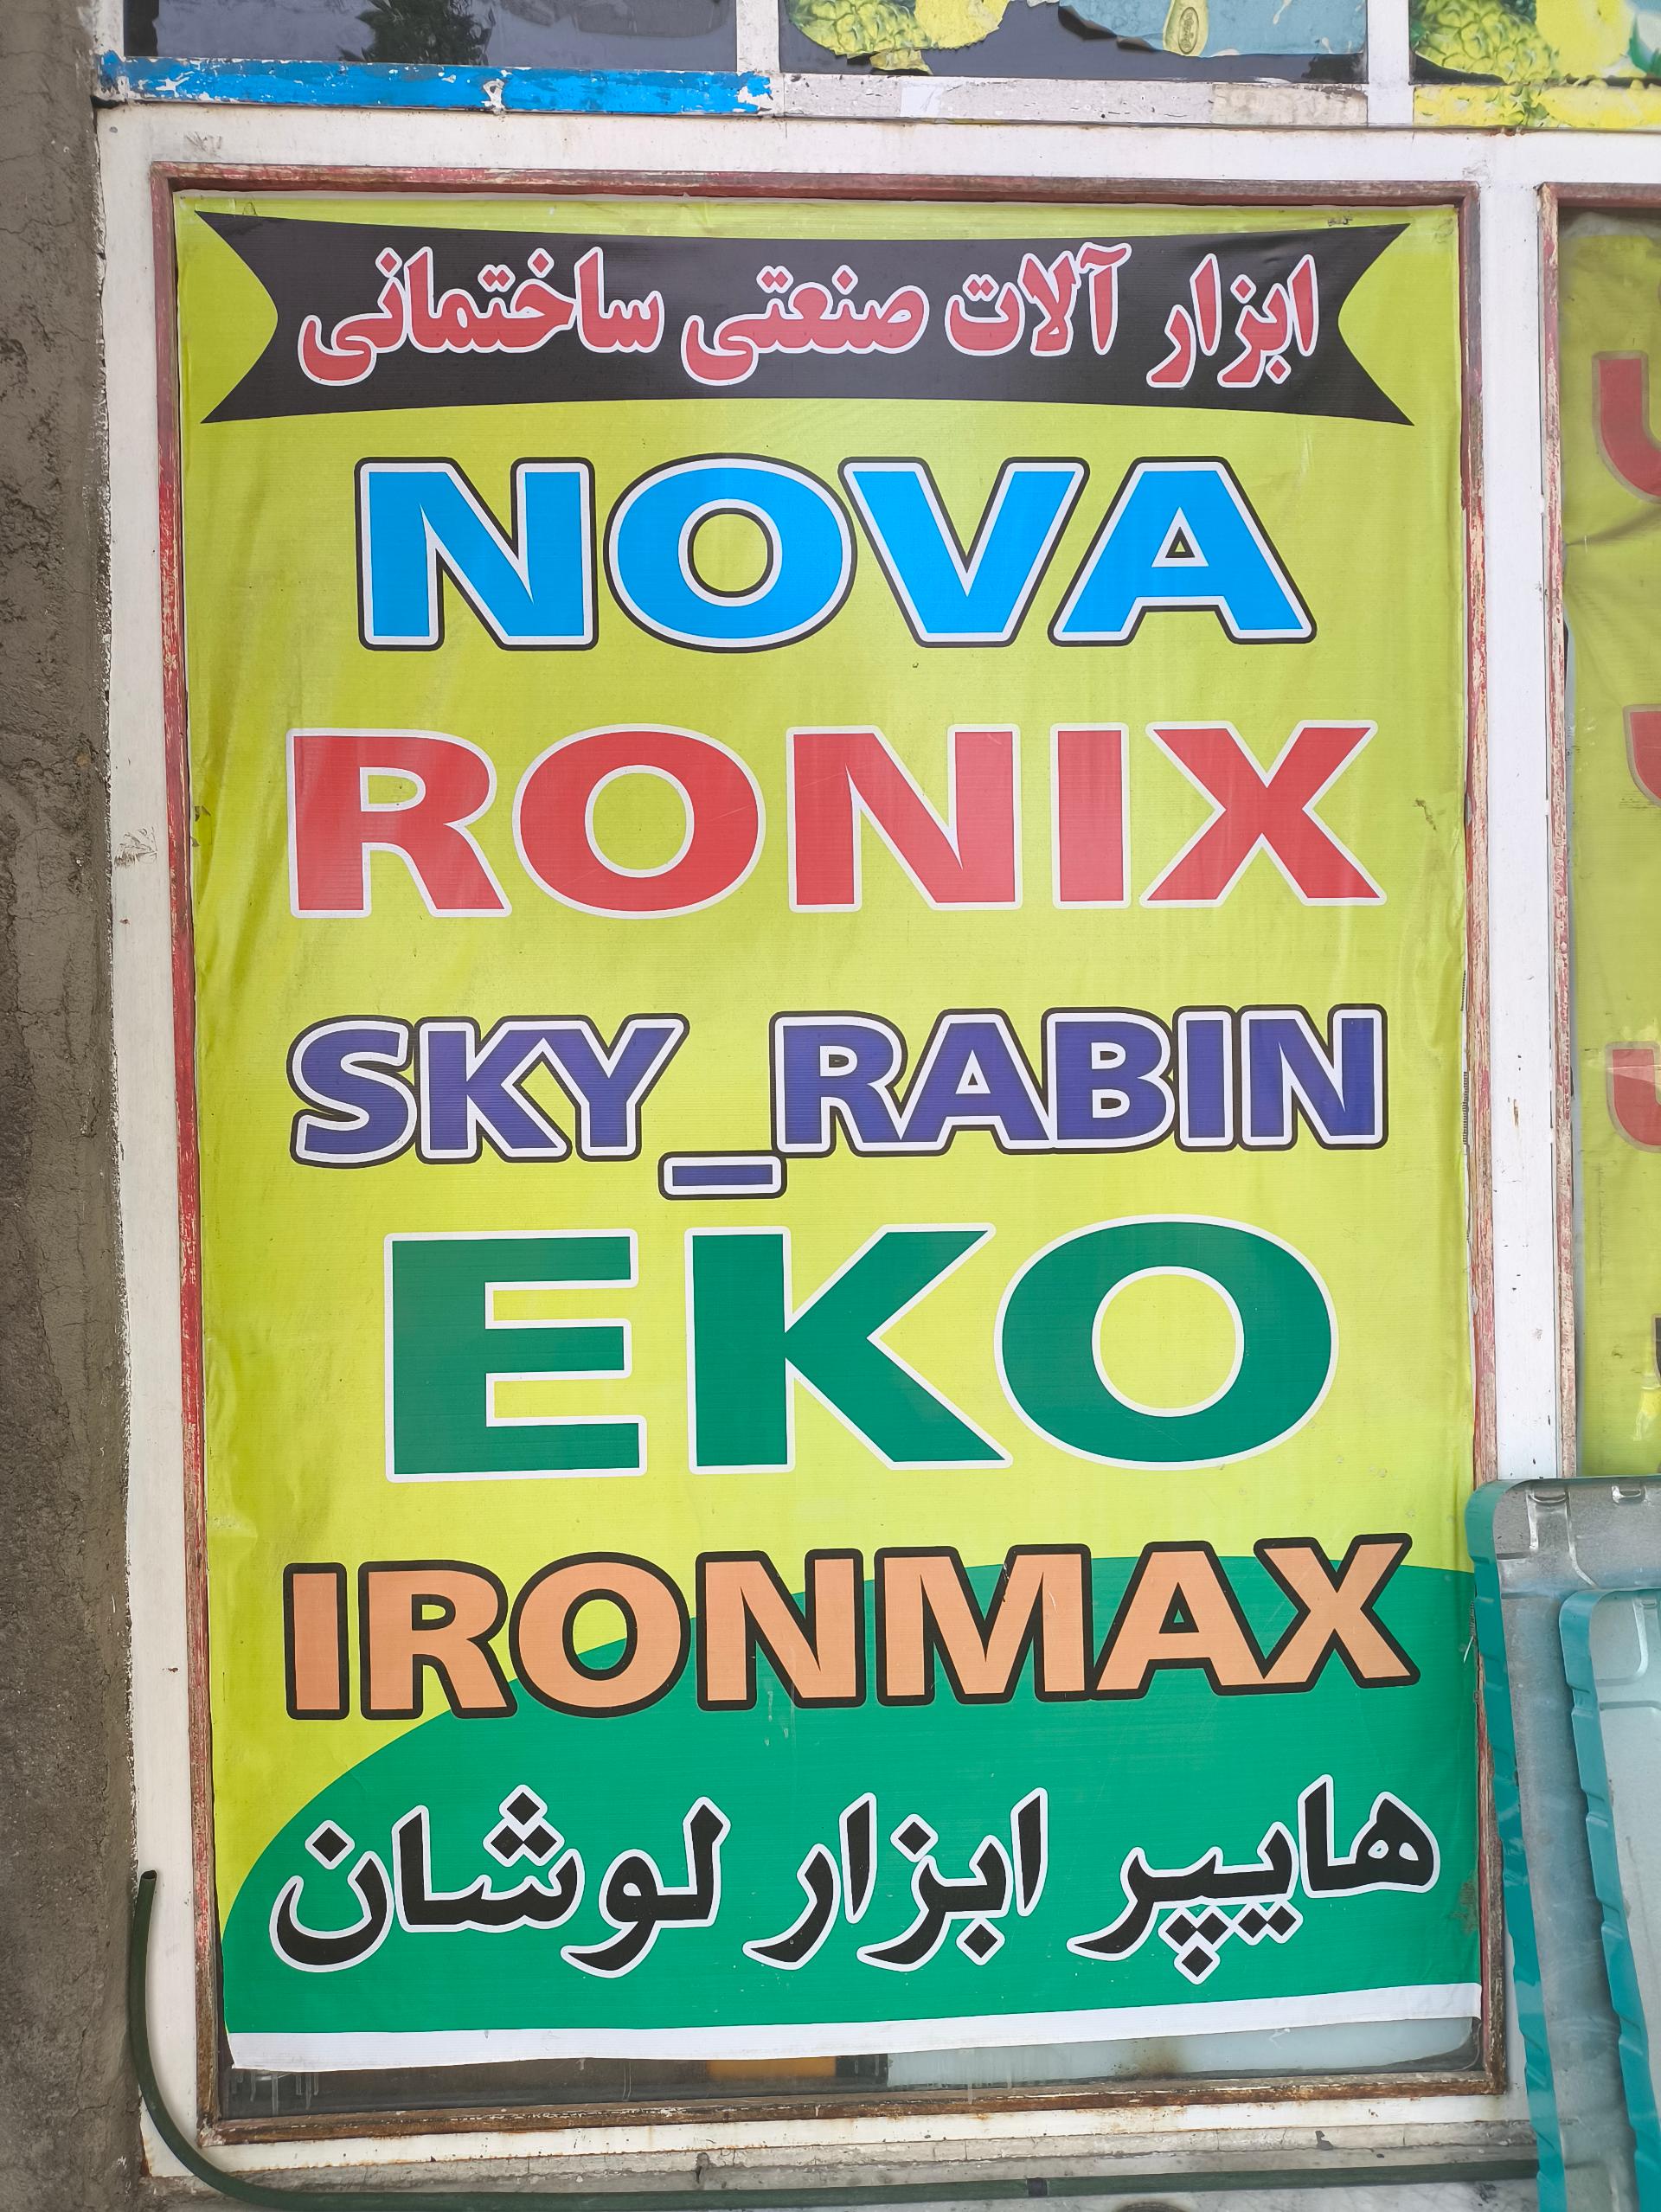 ابزار آلات صنعتی ساختمانی
NOVA
RONIX
SKY_RABIN
EKO
IRONMAX
هایپر ابزار لوشان